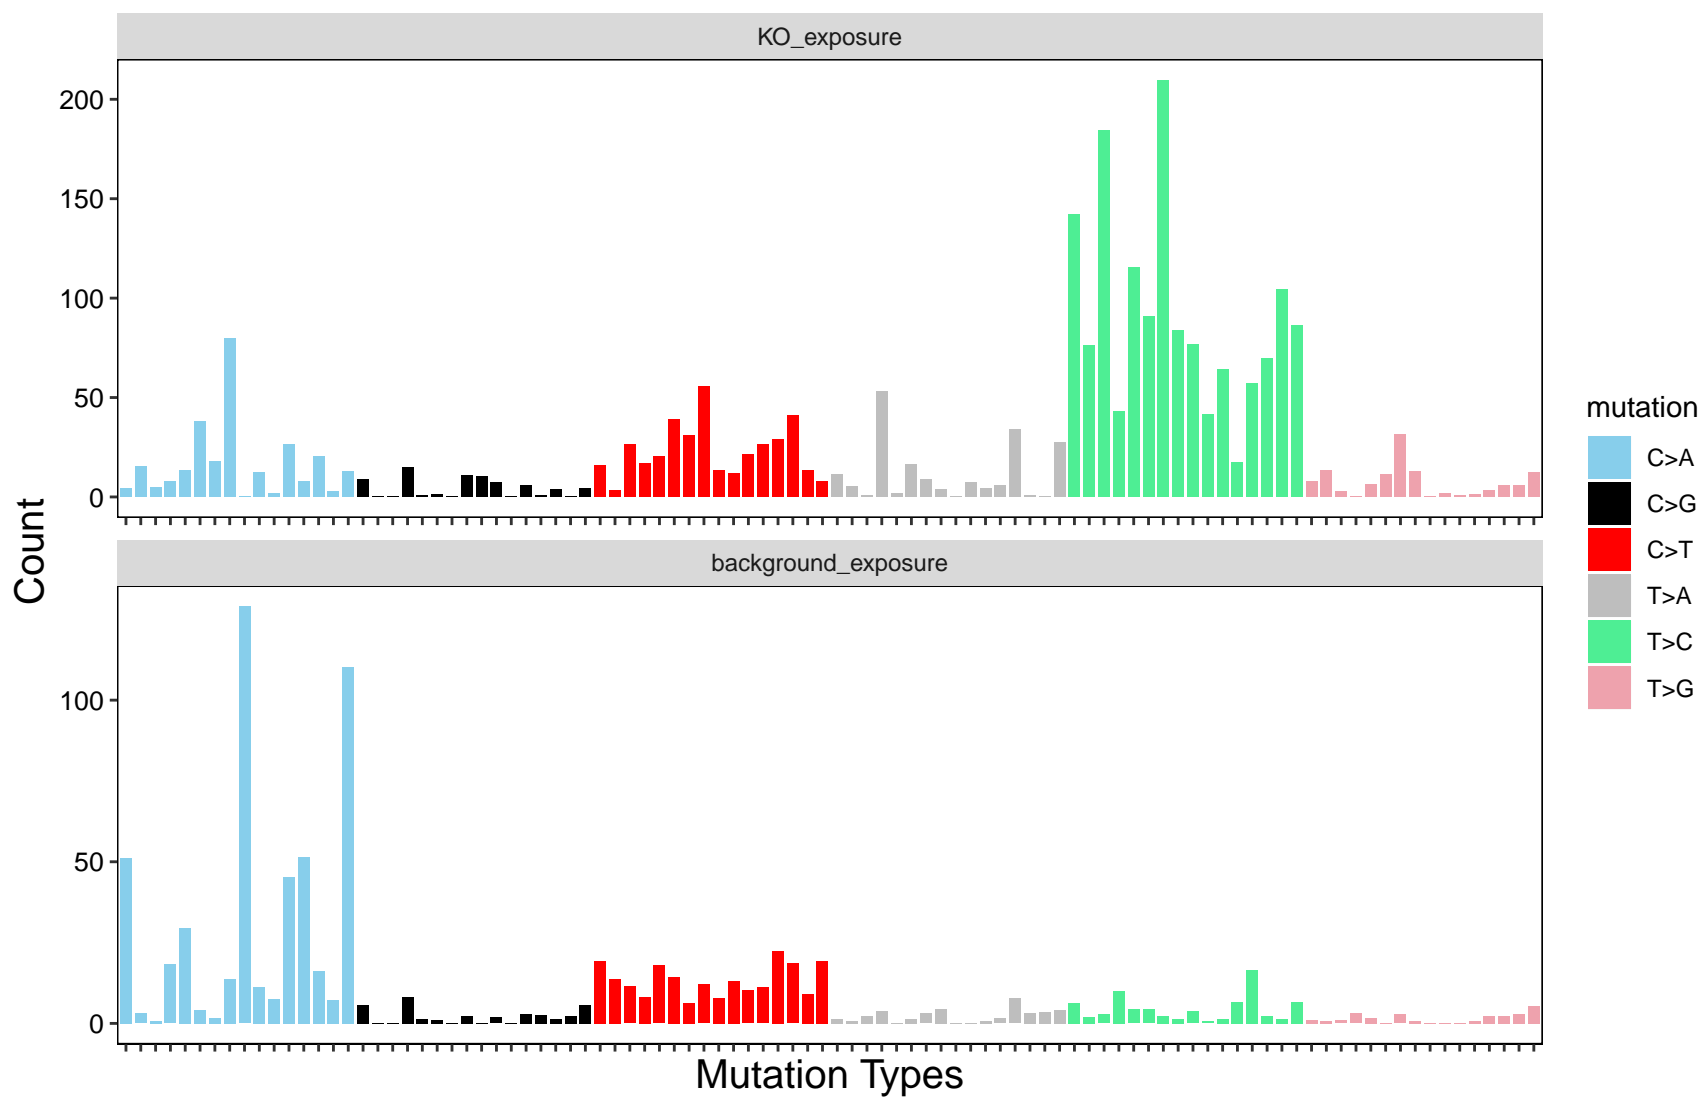 KO_exposure
200
150
100
50
0
background_exposure
100
50
0
Count
Mutation Types
mutation
C>A
C>G
C>T
T>A
T>C
T>G